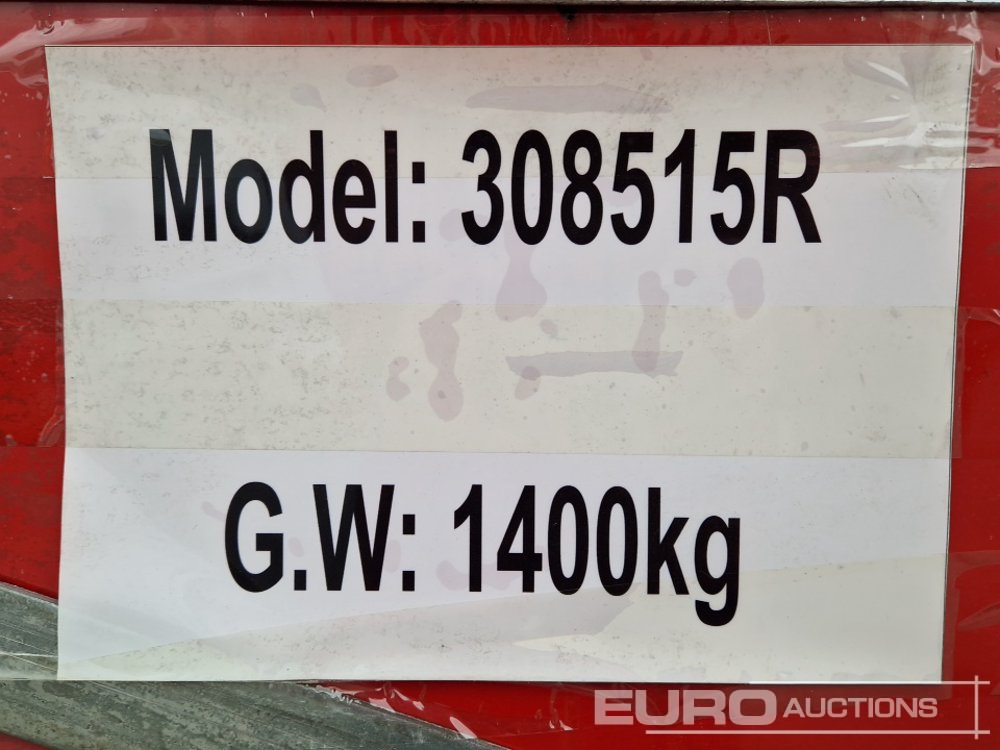 Model: 308515R
G.W: 1400kg
EURO AUCTIONS